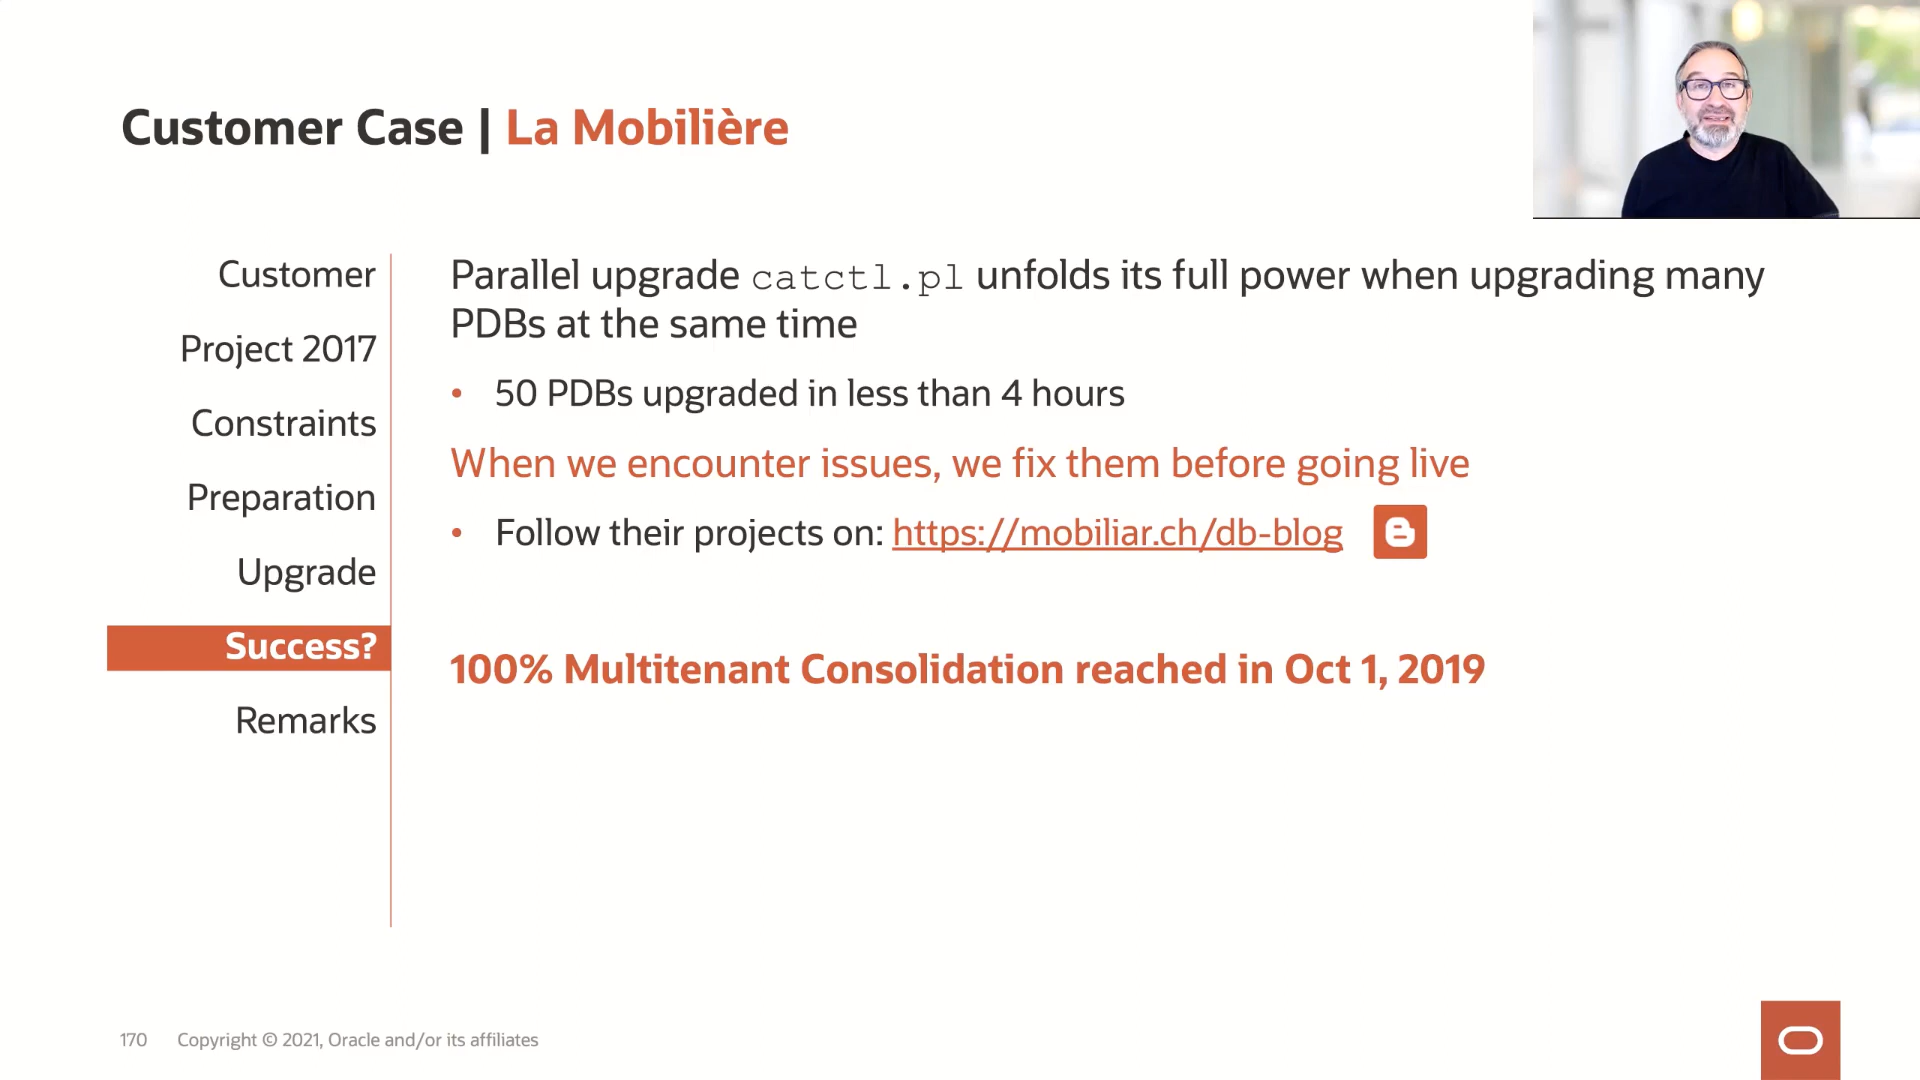 Customer Case | La Mobilière
Customer
Project 2017
Constraints
Preparation
Upgrade
Success?
Remarks
Parallel upgrade catctl.pl unfolds its full power when upgrading many
PDBs at the same time
• 50 PDBs upgraded in less than 4 hours
When we encounter issues, we fix them before going live
• Follow their projects on: https://mobiliar.ch/db-blog
100% Multitenant Consolidation reached in Oct 1, 2019
170 Copyright © 2021, Oracle and/or its affiliates